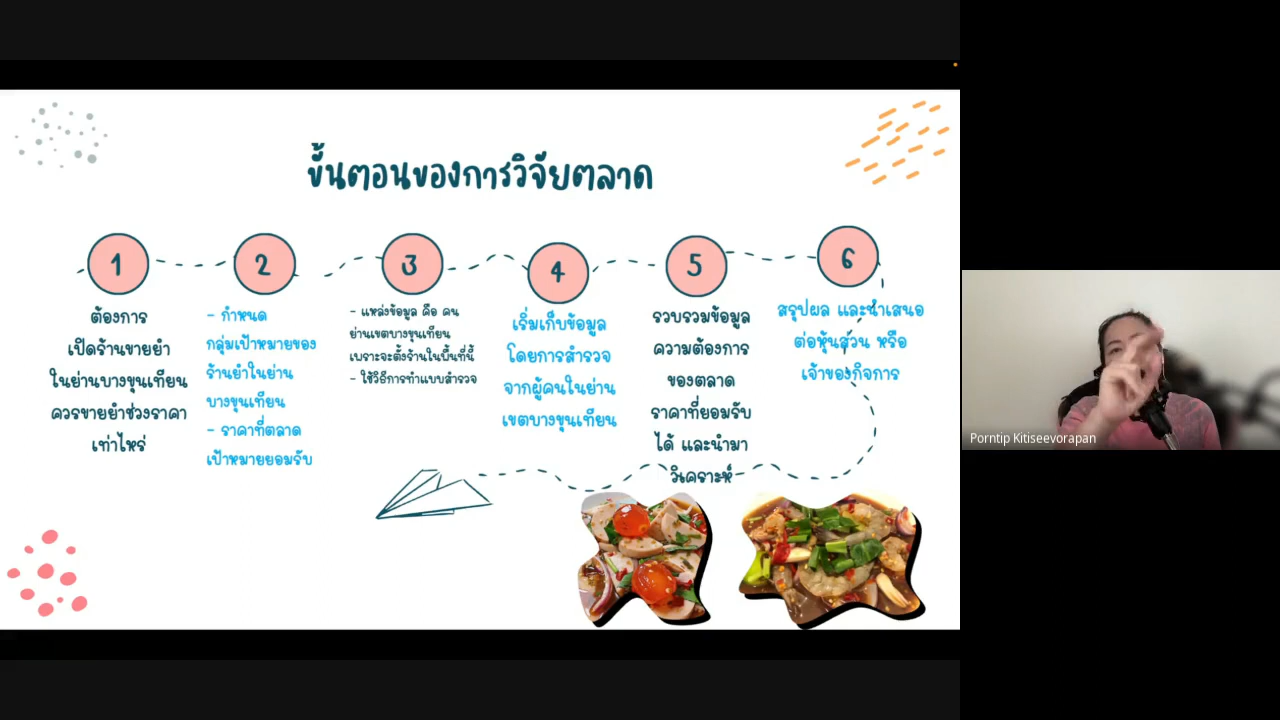 ขั้นตอนของการวิจัยตลาด
1
ต้องการ
เปิดร้านขายยำ
ในย่านบางขุนเทียน
ควรขายยำช่วงราคา
เท่าไหร่
2
- กำหนด
กลุ่มเป้าหมายของ
ร้านยำในย่าน
บางขุนเทียน
- ราคาที่ตลาด
เป้าหมายยอมรับ
3
- แหล่งข้อมูล คือ คน
ย่านเขตบางขุนเทียน
เพราะจะตั้งร้านในพื้นที่นี้
- ใช้วิธีการทำแบบสำรวจ
4
เริ่มเก็บข้อมูล
โดยการสำรวจ
จากผู้คนในย่าน
เขตบางขุนเทียน
5
รวบรวมข้อมูล
ความต้องการ
ของตลาด
ราคาที่ยอมรับ
ได้ และนำมา
วิเคราะห์
6
สรุปผล และนำเสนอ
ต่อหุ้นส่วน หรือ
เจ้าของกิจการ
Porntip Kitiseevorapan